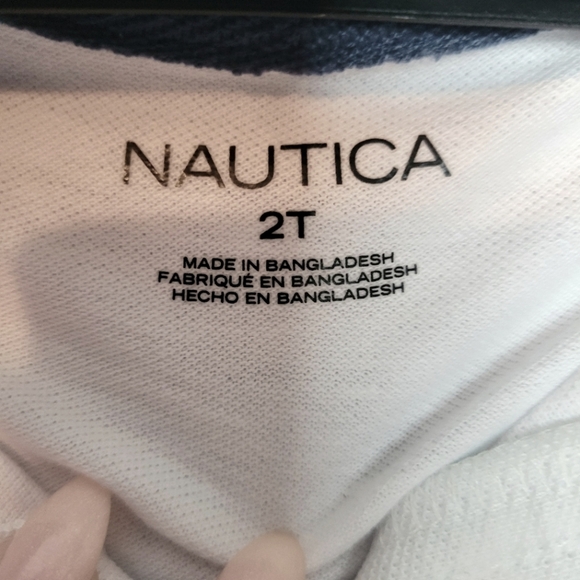 NAUTICA
2T
MADE IN BANGLADESH
FABRIQUÉ EN BANGLADESH
HECHO EN BANGLADESH